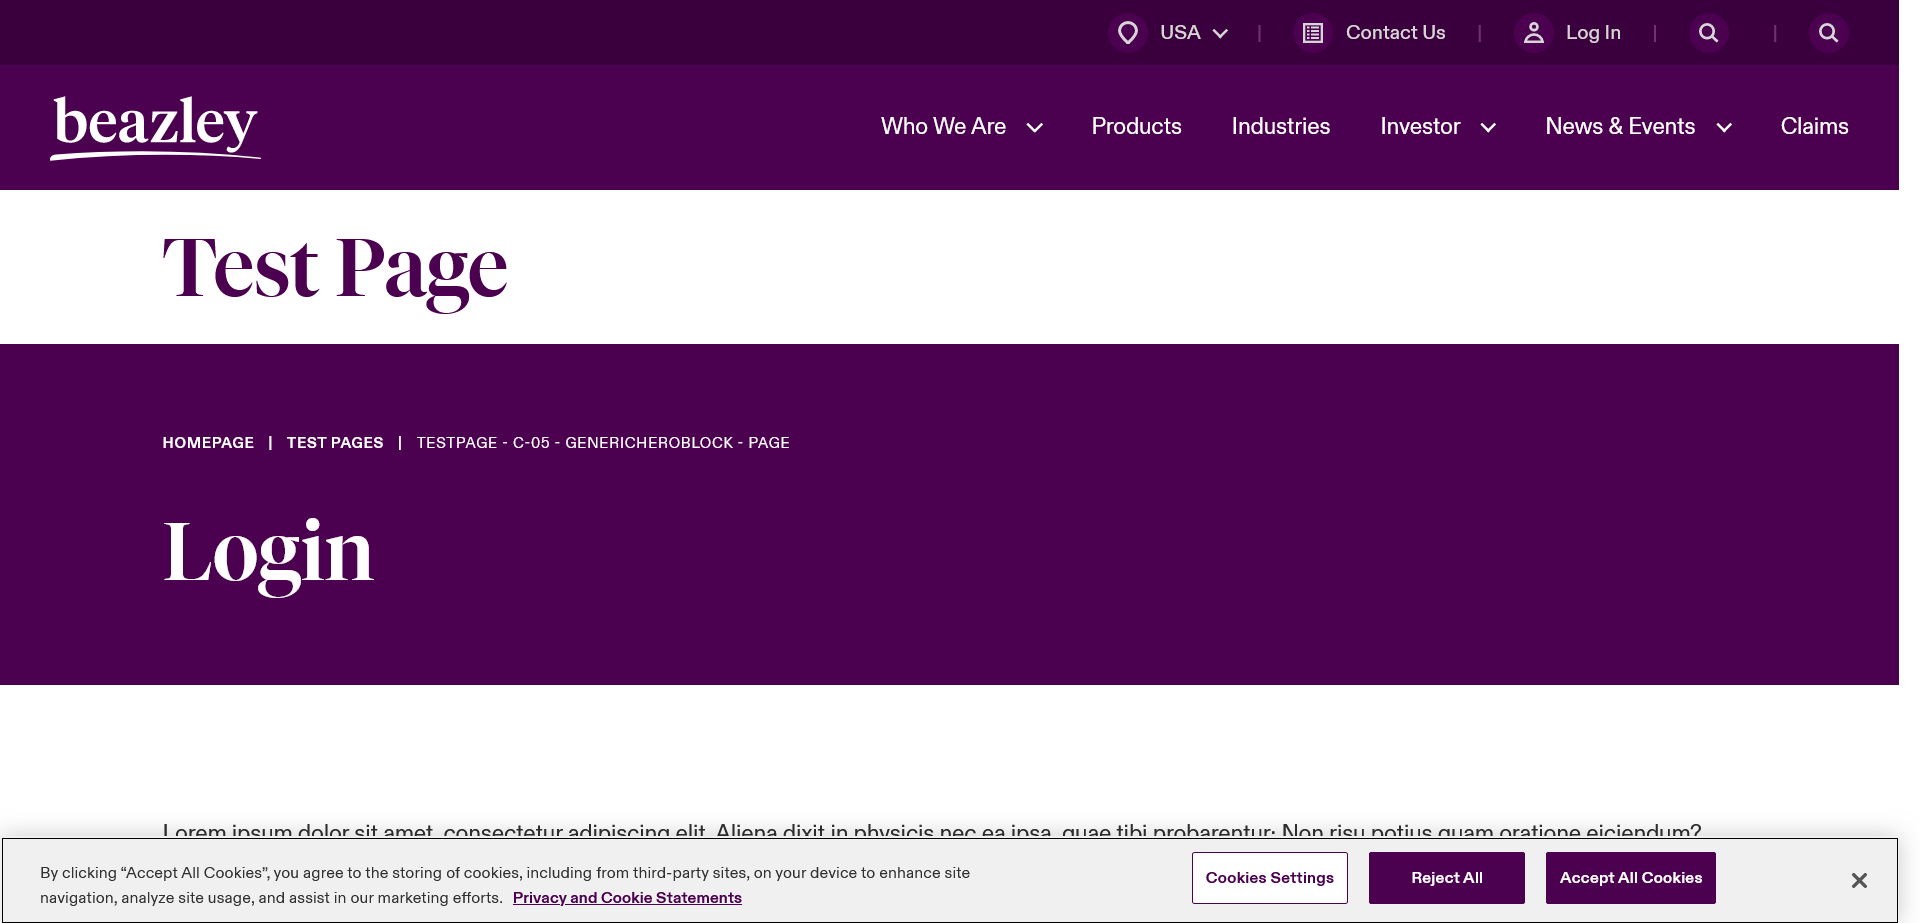 USA | Contact Us | Log In | |
beazley
Who We Are Products Industries Investor News & Events Claims
Test Page
HOMEPAGE | TEST PAGES | TESTPAGE - C-05 - GENERICHEROBLOCK - PAGE
Login
Lorem ipsum dolor sit amet, consectetur adipiscing elit. Aliena dixit in physicis nec ea ipsa, quae tibi probarentur; Non risu potius quam oratione eiciendum?
By clicking “Accept All Cookies”, you agree to the storing of cookies, including from third-party sites, on your device to enhance site
navigation, analyze site usage, and assist in our marketing efforts. Privacy and Cookie Statements
Cookies Settings Reject All Accept All Cookies